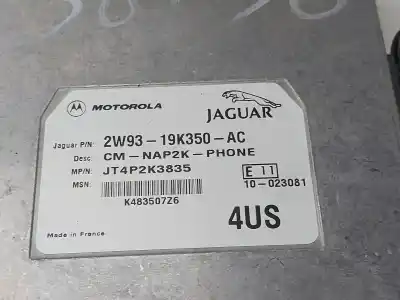 MOTOROLA
JAGUAR
Jaguar P/N: 2W93-19K350-AC
Desc: CM-NAP2K-PHONE
MP/N: JT4P2K3835
MSN:
E 11
10-023081
K483507Z6
4US
Made in France